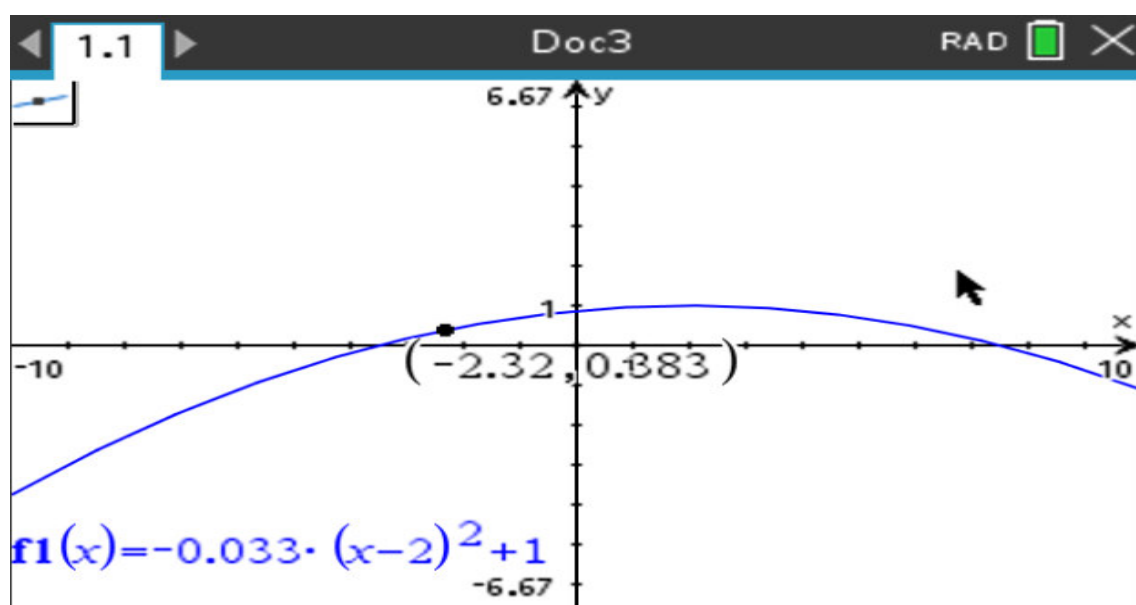 1.1 Doc3 RAD
6.67 y
1
x
-10 10
(-2.32,0.383)
f1(x)=-0.033·(x-2)²+1
-6.67